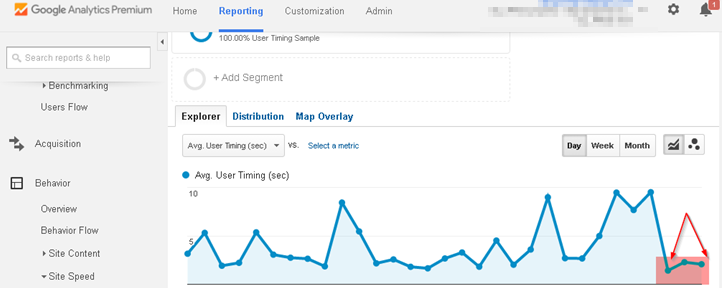 Google Analytics Premium
Home Reporting Customization Admin
1
100.00% User Timing Sample
Search reports & help
+ Add Segment
Benchmarking
Users Flow
Explorer Distribution Map Overlay
Acquisition
Avg. User Timing (sec) VS. Select a metric
Day Week Month
Behavior
Avg. User Timing (sec)
10
Overview
Behavior Flow
5
Site Content
Site Speed